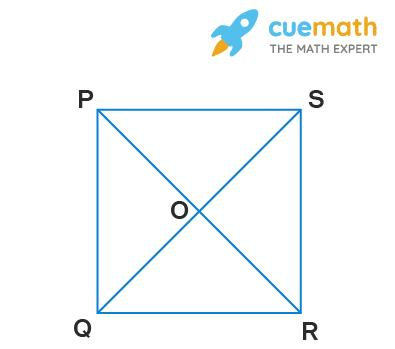 cuemath
THE MATH EXPERT
P
S
O
Q
R